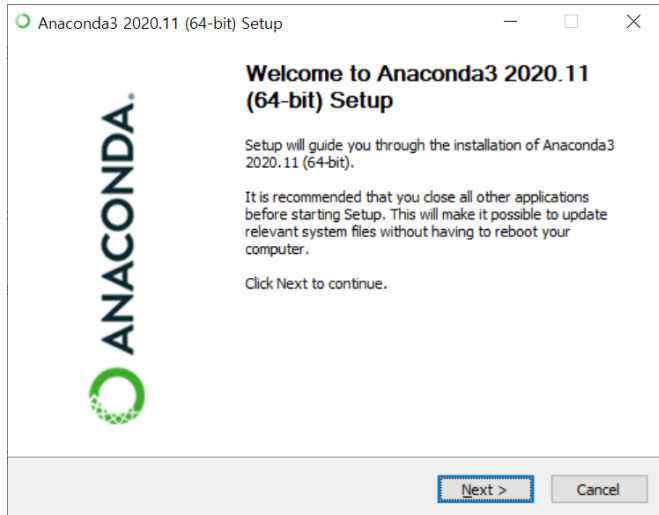 Anaconda3 2020.11 (64-bit) Setup
Welcome to Anaconda3 2020.11
(64-bit) Setup
Setup will guide you through the installation of Anaconda3
2020.11 (64-bit).
It is recommended that you close all other applications
before starting Setup. This will make it possible to update
relevant system files without having to reboot your
computer.
Click Next to continue.
ANACONDA.
Next >
Cancel